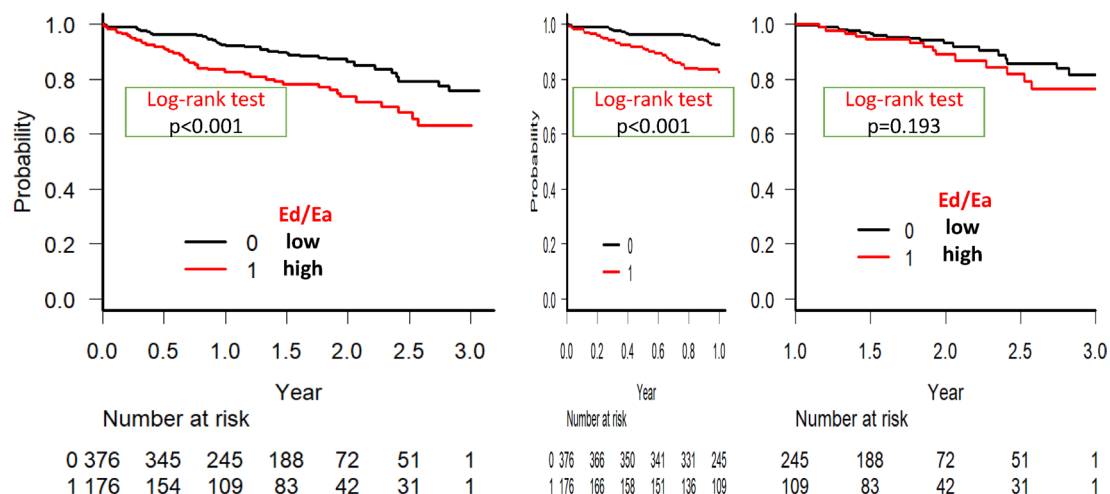 1.0
0.8
0.6
0.4
0.2
0.0
Probability
Log-rank test
p<0.001
Ed/Ea
0 low
1 high
0.0 0.5 1.0 1.5 2.0 2.5 3.0
Year
Number at risk
0 376 345 245 188 72 51 1
1 176 154 109 83 42 31 1
1.0
0.8
0.6
0.4
0.2
0.0
Probability
Log-rank test
p<0.001
0
1
0.0 0.2 0.4 0.6 0.8 1.0
Year
Number at risk
0 376 366 350 341 331 245
1 176 166 158 151 136 109
1.0
0.8
0.6
0.4
0.2
0.0
Probability
Log-rank test
p=0.193
Ed/Ea
0 low
1 high
1.0 1.5 2.0 2.5 3.0
Year
Number at risk
245 188 72 51 1
109 83 42 31 1